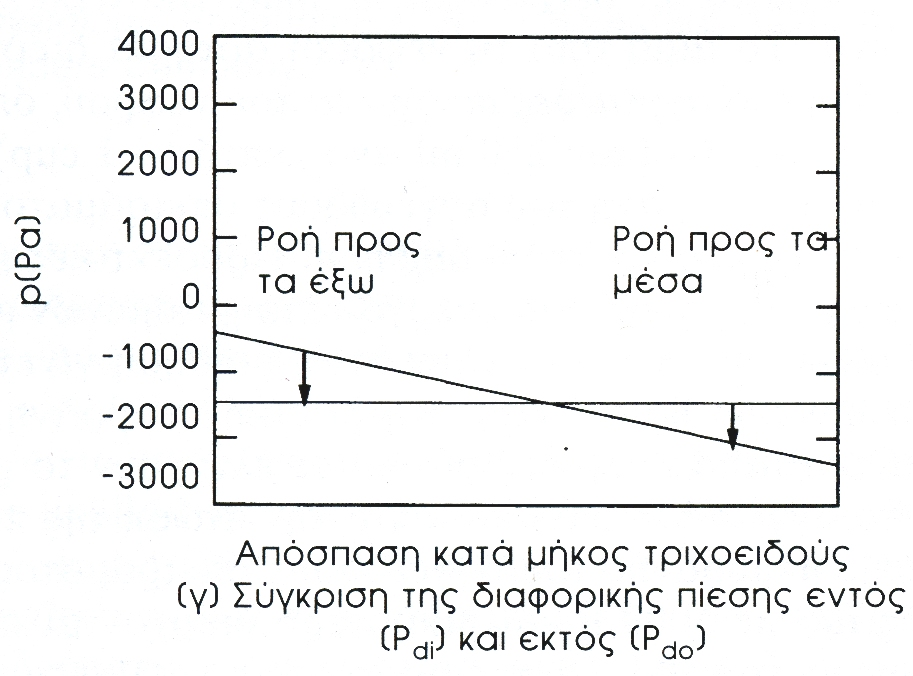 4000
3000
2000
1000
0
-1000
-2000
-3000
p(Pa)
Ροή προς
τα έξω
Ροή προς τα
μέσα
Απόσπαση κατά μήκος τριχοειδούς
(γ) Σύγκριση της διαφορικής πίεσης εντός
(P_di) και εκτός (P_do)